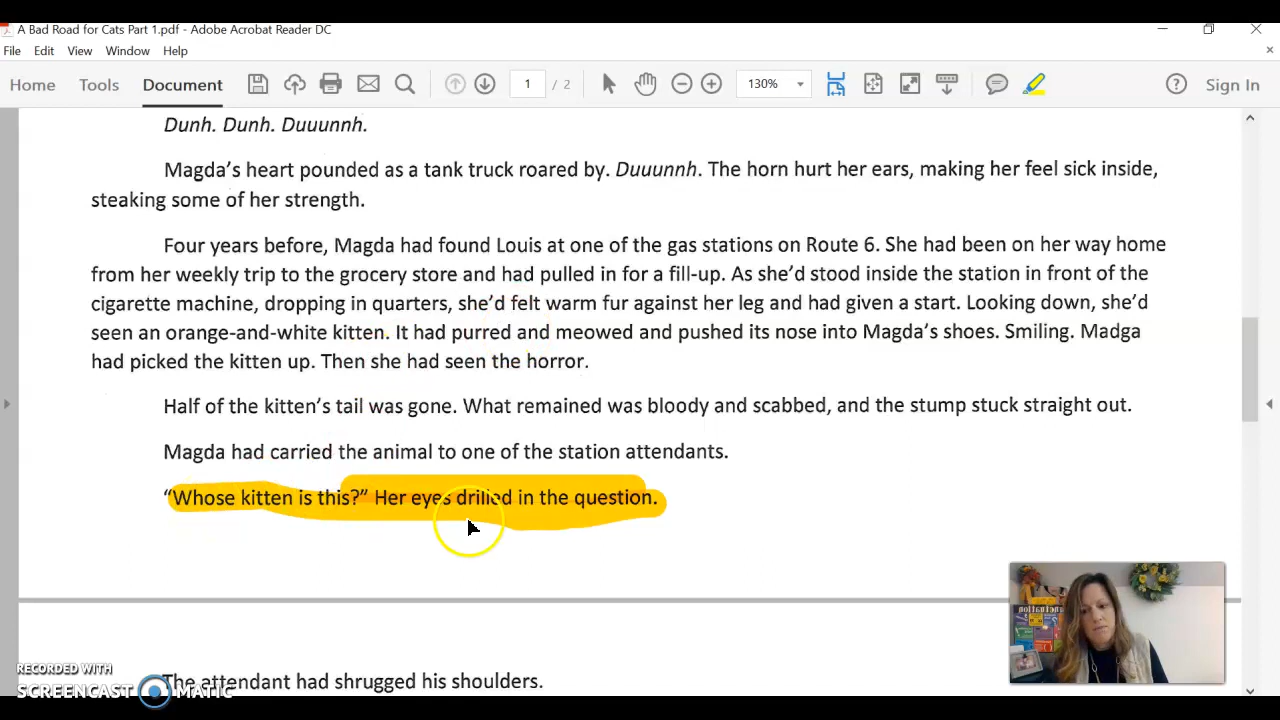 A Bad Road for Cats Part 1.pdf - Adobe Acrobat Reader DC
File Edit View Window Help
Home Tools Document 1 / 2 130% Sign In
Dunh. Dunh. Duuunnh.
Magda's heart pounded as a tank truck roared by. Duuunnh. The horn hurt her ears, making her feel sick inside,
steaking some of her strength.
Four years before, Magda had found Louis at one of the gas stations on Route 6. She had been on her way home
from her weekly trip to the grocery store and had pulled in for a fill-up. As she'd stood inside the station in front of the
cigarette machine, dropping in quarters, she'd felt warm fur against her leg and had given a start. Looking down, she'd
seen an orange-and-white kitten. It had purred and meowed and pushed its nose into Magda's shoes. Smiling. Madga
had picked the kitten up. Then she had seen the horror.
Half of the kitten's tail was gone. What remained was bloody and scabbed, and the stump stuck straight out.
Magda had carried the animal to one of the station attendants.
"Whose kitten is this?" Her eyes drilled in the question.
The attendant had shrugged his shoulders.
RECORDED WITH
SCREENCAST MATIC